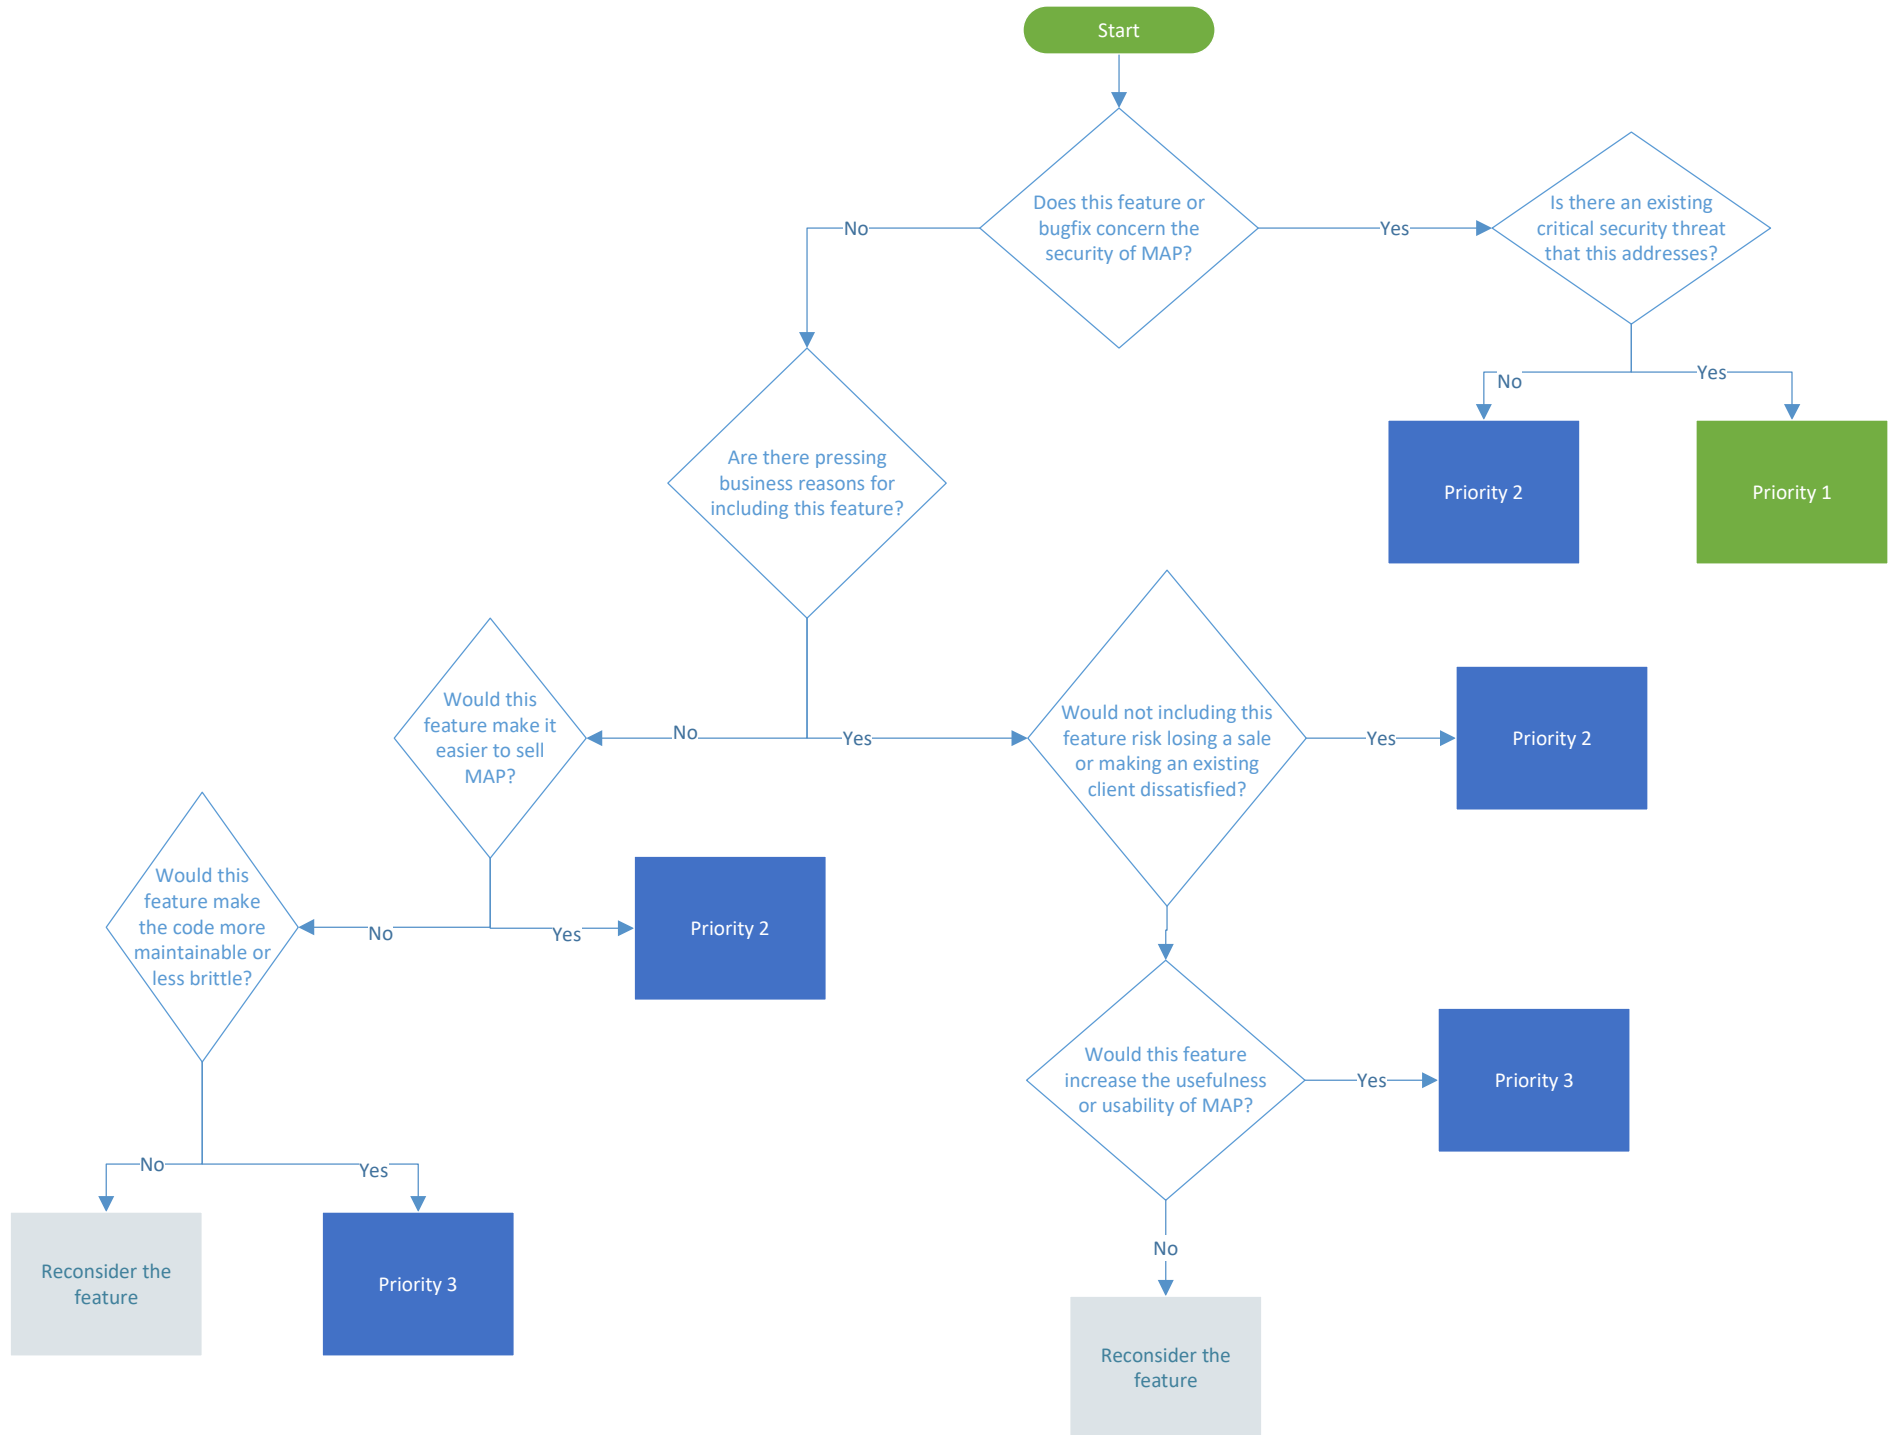 Start
Does this feature or
bugfix concern the
security of MAP?
Is there an existing
critical security threat
that this addresses?
No
Yes
No
Yes
Priority 2
Priority 1
Are there pressing
business reasons for
including this feature?
No
Yes
Would this
feature make it
easier to sell
MAP?
Would not including this
feature risk losing a sale
or making an existing
client dissatisfied?
Yes
Priority 2
Would this
feature make
the code more
maintainable or
less brittle?
No
Yes
Priority 2
Would this feature
increase the usefulness
or usability of MAP?
Yes
Priority 3
No
Yes
No
Reconsider the
feature
Priority 3
Reconsider the
feature